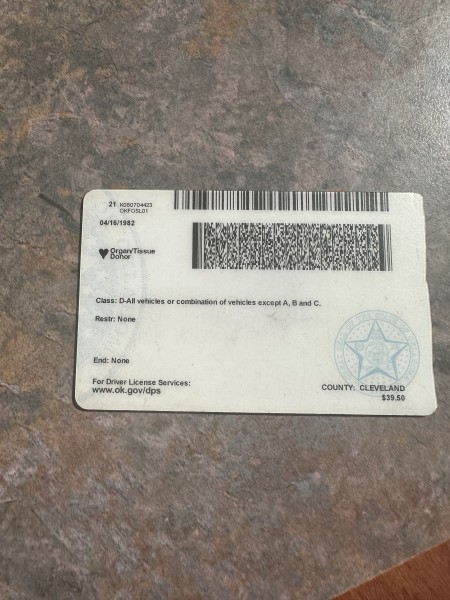 21 K080704423
OKFOSL01
04/16/1982
Organ/Tissue
Donor
Class: D-All vehicles or combination of vehicles except A, B and C.
Restr: None
End: None
For Driver License Services:
www.ok.gov/dps
COUNTY: CLEVELAND
$39.50